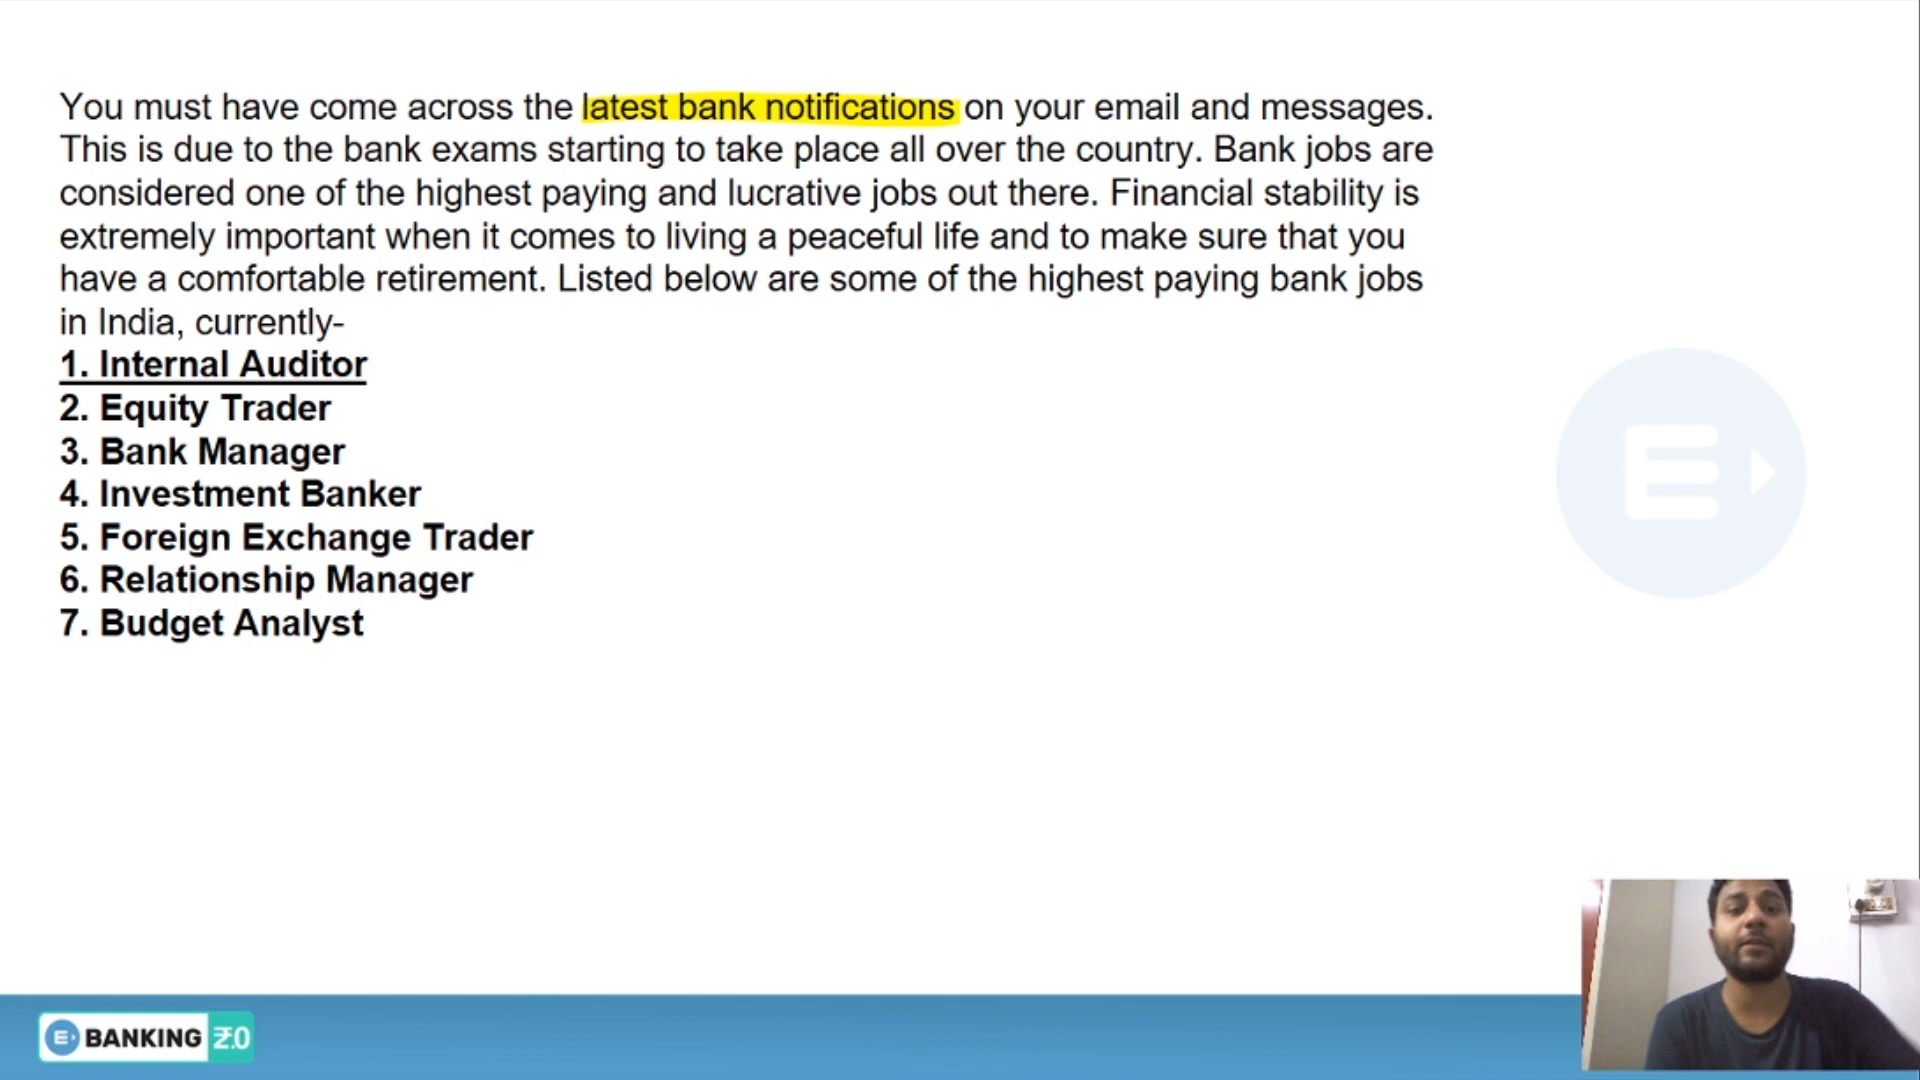 You must have come across the latest bank notifications on your email and messages.
This is due to the bank exams starting to take place all over the country. Bank jobs are
considered one of the highest paying and lucrative jobs out there. Financial stability is
extremely important when it comes to living a peaceful life and to make sure that you
have a comfortable retirement. Listed below are some of the highest paying bank jobs
in India, currently-
1. Internal Auditor
2. Equity Trader
3. Bank Manager
4. Investment Banker
5. Foreign Exchange Trader
6. Relationship Manager
7. Budget Analyst
E
E BANKING ₹.0